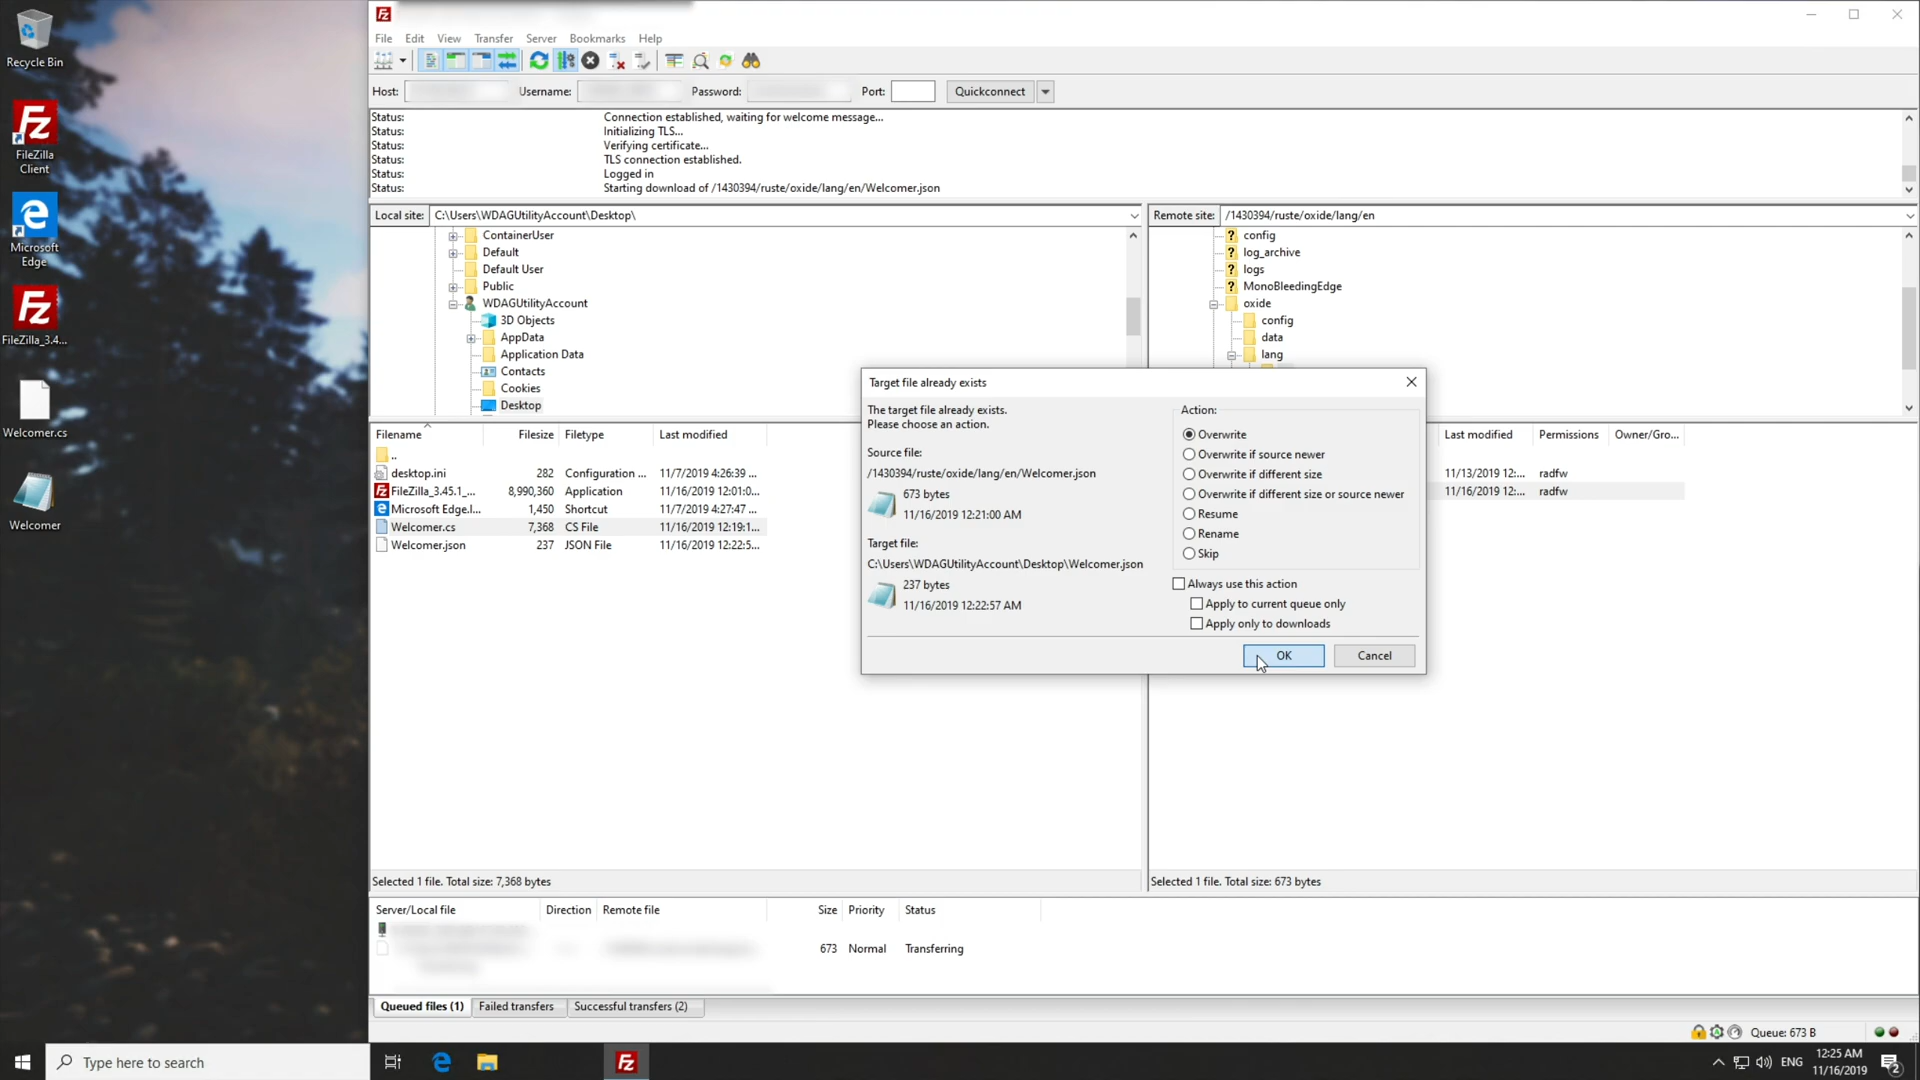 Recycle Bin
FileZilla
Client
Microsoft
Edge
FileZilla_3.4...
Welcomer.cs
Welcomer
File Edit View Transfer Server Bookmarks Help
Host: Username: Password: Port: Quickconnect
Status: Connection established, waiting for welcome message...
Status: Initializing TLS...
Status: Verifying certificate...
Status: TLS connection established.
Status: Logged in
Status: Starting download of /1430394/ruste/oxide/lang/en/Welcomer.json
Local site: C:\Users\WDAGUtilityAccount\Desktop\
ContainerUser
Default
Default User
Public
WDAGUtilityAccount
3D Objects
AppData
Application Data
Contacts
Cookies
Desktop
Remote site: /1430394/ruste/oxide/lang/en
config
log_archive
logs
MonoBleedingEdge
oxide
config
data
lang
Filename Filesize Filetype Last modified
..
desktop.ini 282 Configuration ... 11/7/2019 4:26:39 ...
FileZilla_3.45.1_... 8,990,360 Application 11/16/2019 12:01:0...
Microsoft Edge.l... 1,450 Shortcut 11/7/2019 4:27:47 ...
Welcomer.cs 7,368 CS File 11/16/2019 12:19:1...
Welcomer.json 237 JSON File 11/16/2019 12:22:5...
Last modified Permissions Owner/Gro...
11/13/2019 12:... radfw
11/16/2019 12:... radfw
Target file already exists
The target file already exists.
Please choose an action.
Source file:
/1430394/ruste/oxide/lang/en/Welcomer.json
673 bytes
11/16/2019 12:21:00 AM
Target file:
C:\Users\WDAGUtilityAccount\Desktop\Welcomer.json
237 bytes
11/16/2019 12:22:57 AM
Action:
Overwrite
Overwrite if source newer
Overwrite if different size
Overwrite if different size or source newer
Resume
Rename
Skip
Always use this action
Apply to current queue only
Apply only to downloads
OK Cancel
Selected 1 file. Total size: 7,368 bytes
Selected 1 file. Total size: 673 bytes
Server/Local file Direction Remote file Size Priority Status
673 Normal Transferring
Queued files (1) Failed transfers Successful transfers (2)
Queue: 673 B
Type here to search
ENG
12:25 AM
11/16/2019
2